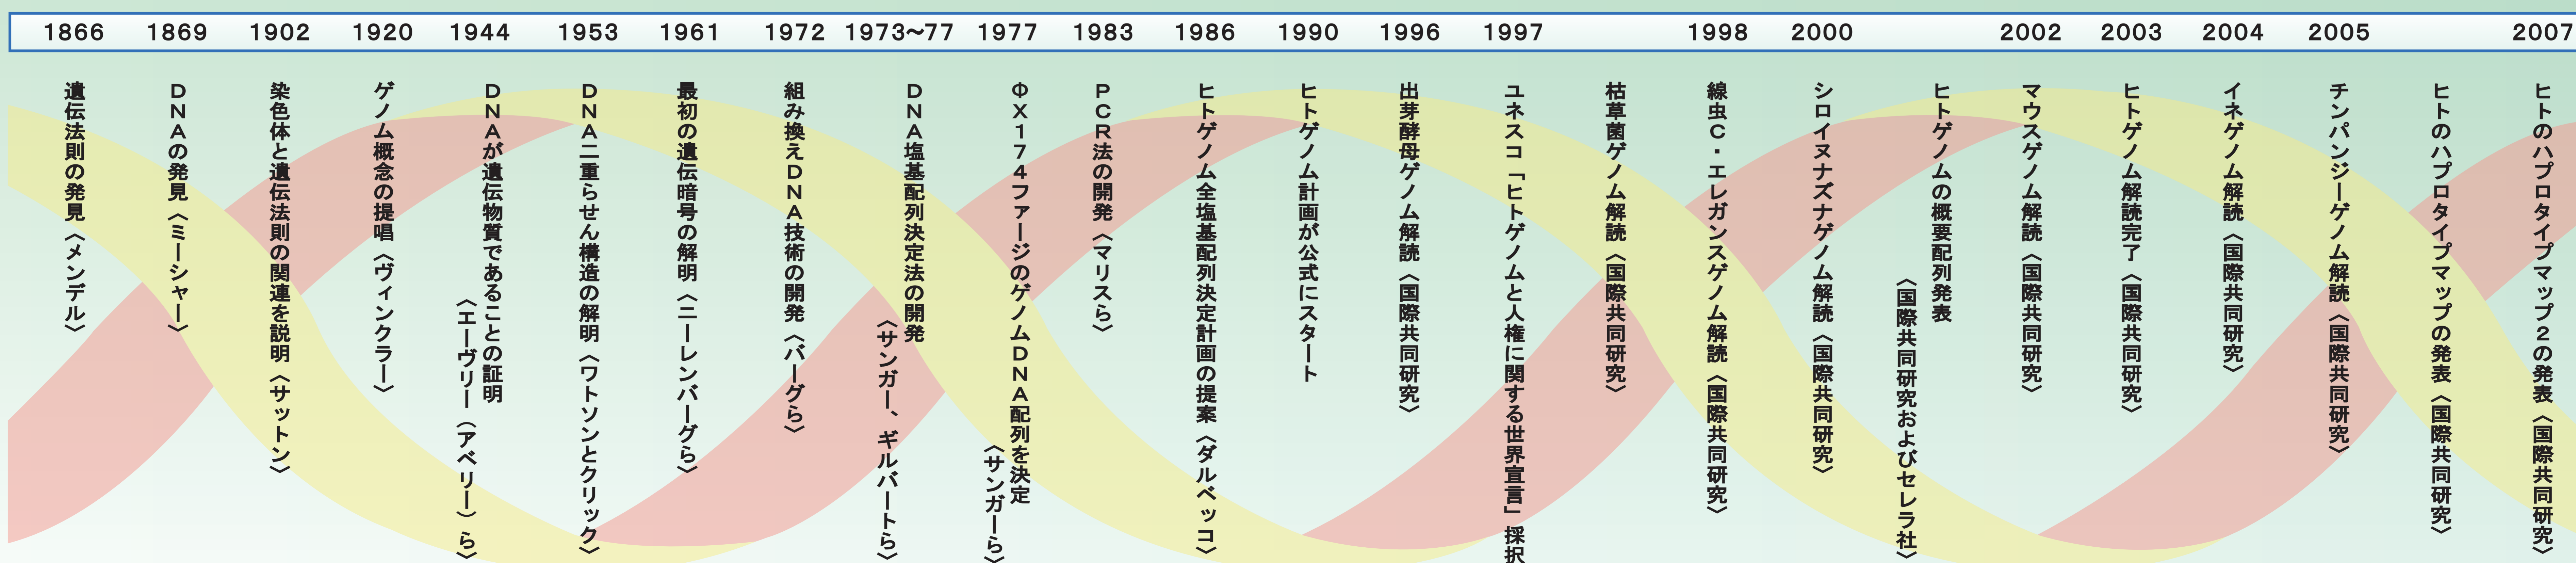 1866 1869 1902 1920 1944 1953 1961 1972 1973~77 1977 1983 1986 1990 1996 1997 1998 2000 2002 2003 2004 2005 2007
遺伝法則の発見〈メンデル〉
DNAの発見〈ミーシャー〉
染色体と遺伝法則の関連を説明〈サットン〉
ゲノム概念の提唱〈ヴィンクラー〉
DNAが遺伝物質であることの証明
〈エーヴリー(アベリー)ら〉
DNA二重らせん構造の解明〈ワトソンとクリック〉
最初の遺伝暗号の解明〈ニーレンバーグら〉
組み換えDNA技術の開発〈バーグら〉
DNA塩基配列決定法の開発
〈サンガー、ギルバートら〉
ΦX174ファージのゲノムDNA配列を決定
〈サンガーら〉
PCR法の開発〈マリスら〉
ヒトゲノム全塩基配列決定計画の提案〈ダルベッコ〉
ヒトゲノム計画が公式にスタート
出芽酵母ゲノム解読〈国際共同研究〉
ユネスコ「ヒトゲノムと人権に関する世界宣言」採択
枯草菌ゲノム解読〈国際共同研究〉
線虫C・エレガンスゲノム解読〈国際共同研究〉
シロイヌナズナゲノム解読〈国際共同研究〉
ヒトゲノムの概要配列発表
〈国際共同研究およびセレラ社〉
マウスゲノム解読〈国際共同研究〉
ヒトゲノム解読完了〈国際共同研究〉
イネゲノム解読〈国際共同研究〉
チンパンジーゲノム解読〈国際共同研究〉
ヒトのハプロタイプマップの発表〈国際共同研究〉
ヒトのハプロタイプマップ2の発表〈国際共同研究〉